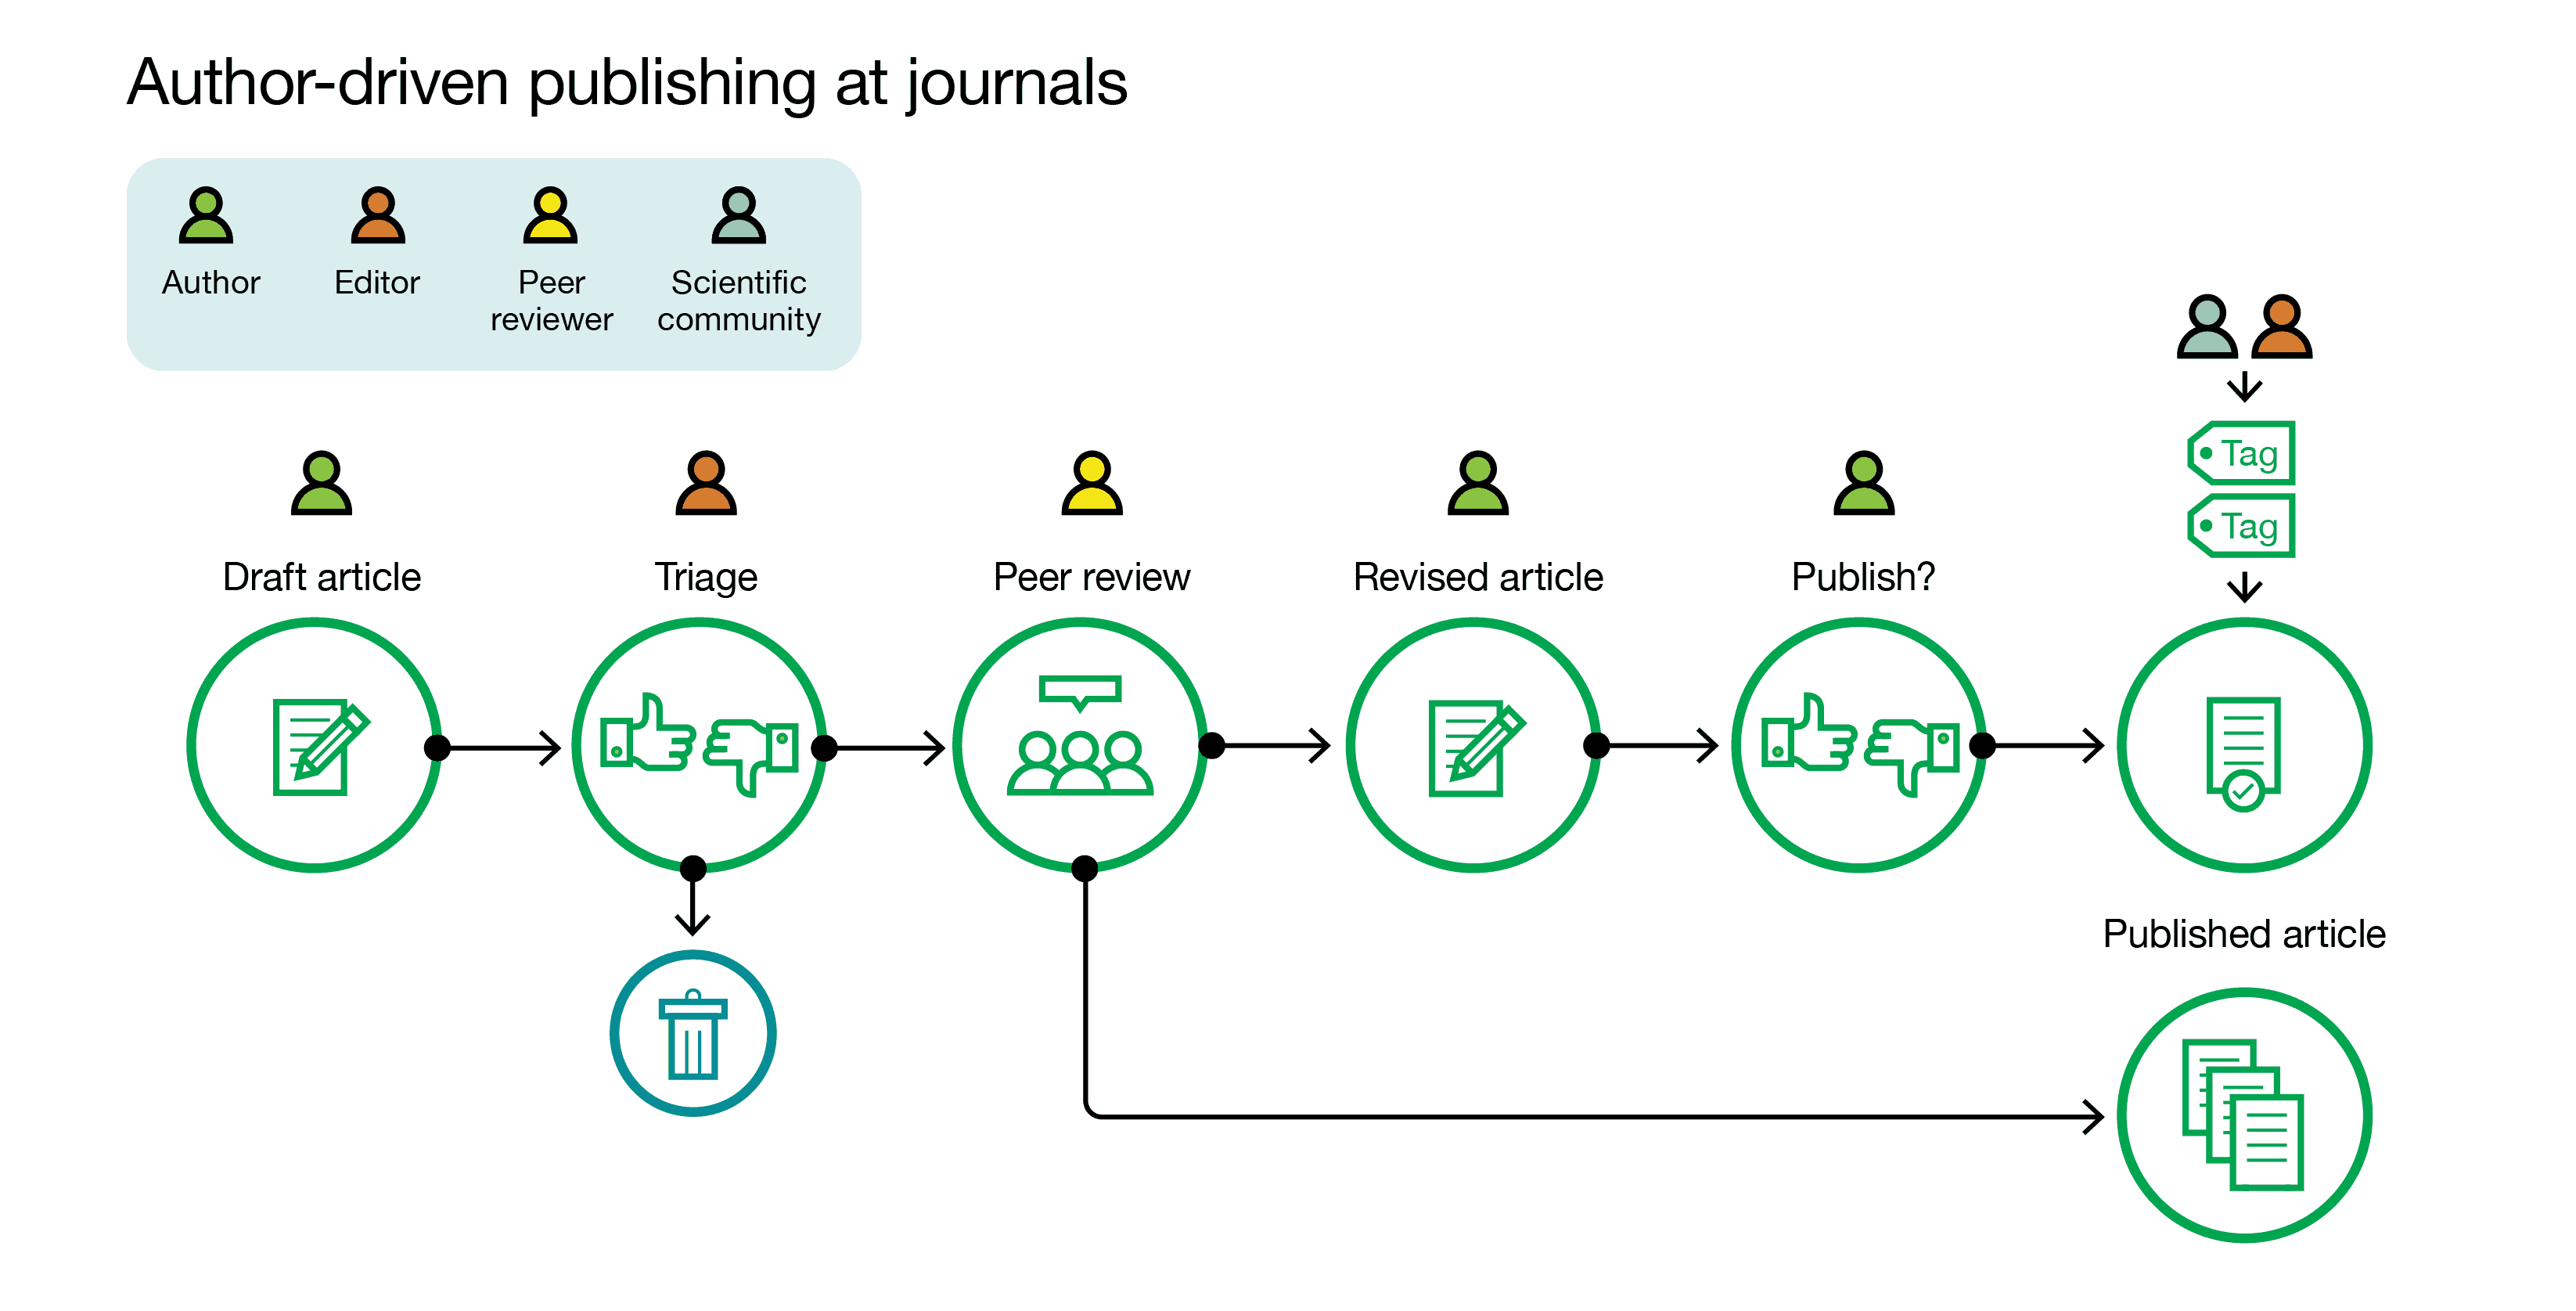 Author-driven publishing at journals
Author
Editor
Peer
reviewer
Scientific
community
Tag
Tag
Draft article
Triage
Peer review
Revised article
Publish?
Published article